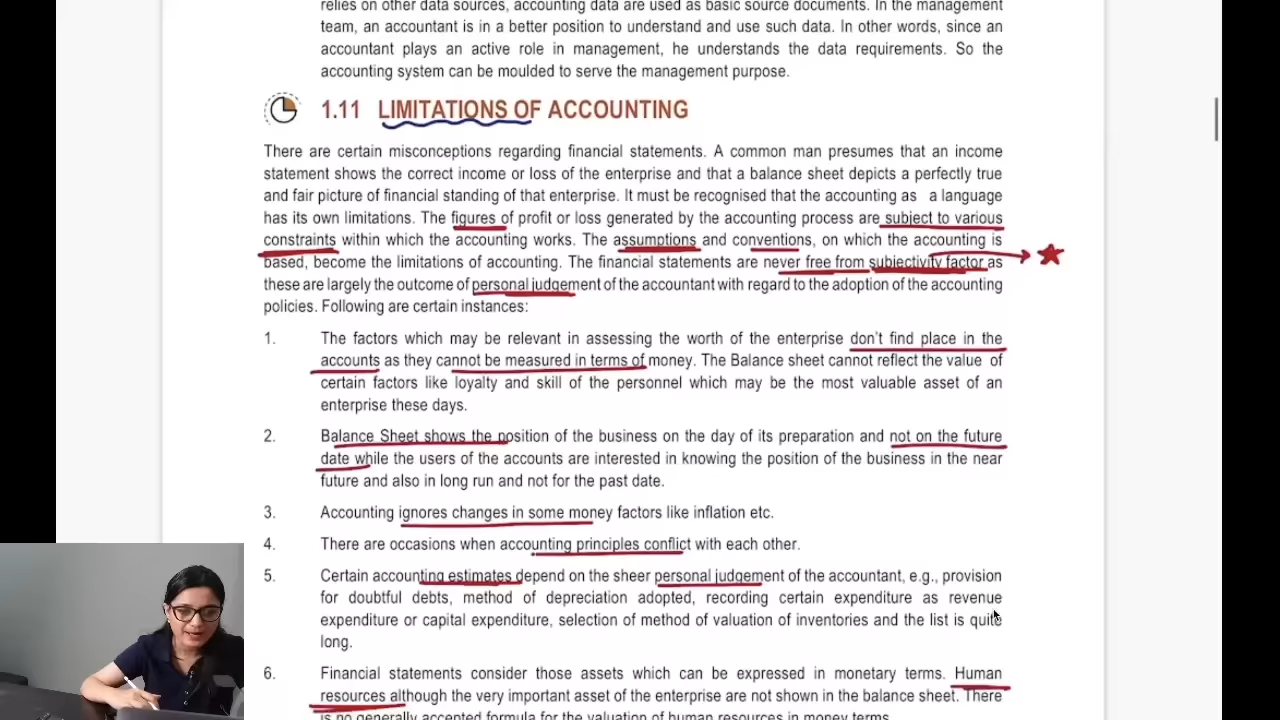 relies on other data sources, accounting data are used as basic source documents. In the management
team, an accountant is in a better position to understand and use such data. In other words, since an
accountant plays an active role in management, he understands the data requirements. So the
accounting system can be moulded to serve the management purpose.
1.11 LIMITATIONS OF ACCOUNTING
There are certain misconceptions regarding financial statements. A common man presumes that an income
statement shows the correct income or loss of the enterprise and that a balance sheet depicts a perfectly true
and fair picture of financial standing of that enterprise. It must be recognised that the accounting as a language
has its own limitations. The figures of profit or loss generated by the accounting process are subject to various
constraints within which the accounting works. The assumptions and conventions, on which the accounting is
based, become the limitations of accounting. The financial statements are never free from subjectivity factor as
these are largely the outcome of personal judgement of the accountant with regard to the adoption of the accounting
policies. Following are certain instances:
1. The factors which may be relevant in assessing the worth of the enterprise don't find place in the
accounts as they cannot be measured in terms of money. The Balance sheet cannot reflect the value of
certain factors like loyalty and skill of the personnel which may be the most valuable asset of an
enterprise these days.
2. Balance Sheet shows the position of the business on the day of its preparation and not on the future
date while the users of the accounts are interested in knowing the position of the business in the near
future and also in long run and not for the past date.
3. Accounting ignores changes in some money factors like inflation etc.
4. There are occasions when accounting principles conflict with each other.
5. Certain accounting estimates depend on the sheer personal judgement of the accountant, e.g., provision
for doubtful debts, method of depreciation adopted, recording certain expenditure as revenue
expenditure or capital expenditure, selection of method of valuation of inventories and the list is quite
long.
6. Financial statements consider those assets which can be expressed in monetary terms. Human
resources although the very important asset of the enterprise are not shown in the balance sheet. There
is no generally accepted formula for the valuation of human resources in money terms.